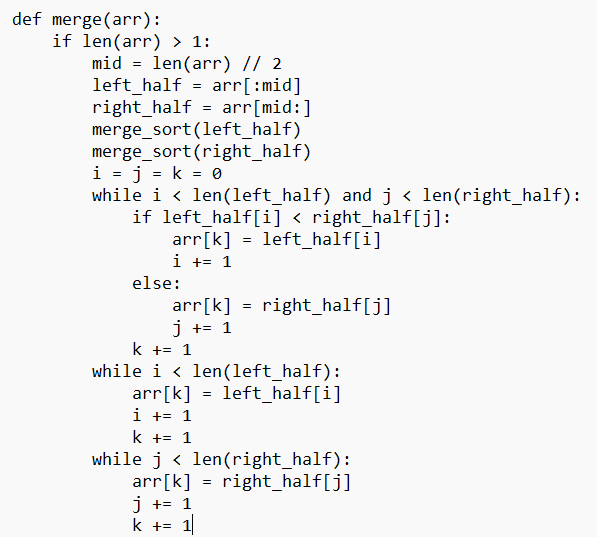 def merge(arr):
    if len(arr) > 1:
        mid = len(arr) // 2
        left_half = arr[:mid]
        right_half = arr[mid:]
        merge_sort(left_half)
        merge_sort(right_half)
        i = j = k = 0
        while i < len(left_half) and j < len(right_half):
            if left_half[i] < right_half[j]:
                arr[k] = left_half[i]
                i += 1
            else:
                arr[k] = right_half[j]
                j += 1
            k += 1
        while i < len(left_half):
            arr[k] = left_half[i]
            i += 1
            k += 1
        while j < len(right_half):
            arr[k] = right_half[j]
            j += 1
            k += 1